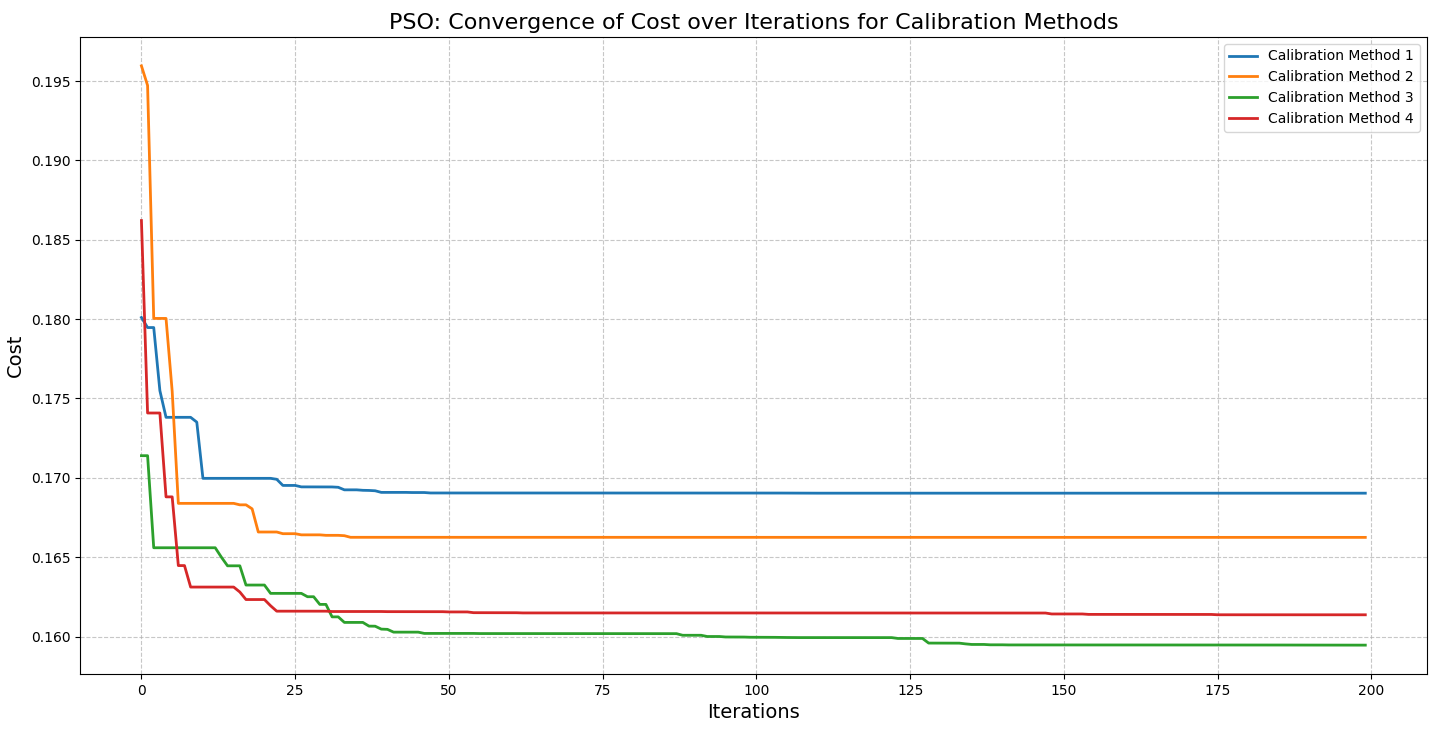 PSO: Convergence of Cost over Iterations for Calibration Methods
Calibration Method 1
Calibration Method 2
Calibration Method 3
Calibration Method 4
Cost
0.195
0.190
0.185
0.180
0.175
0.170
0.165
0.160
0 25 50 75 100 125 150 175 200
Iterations